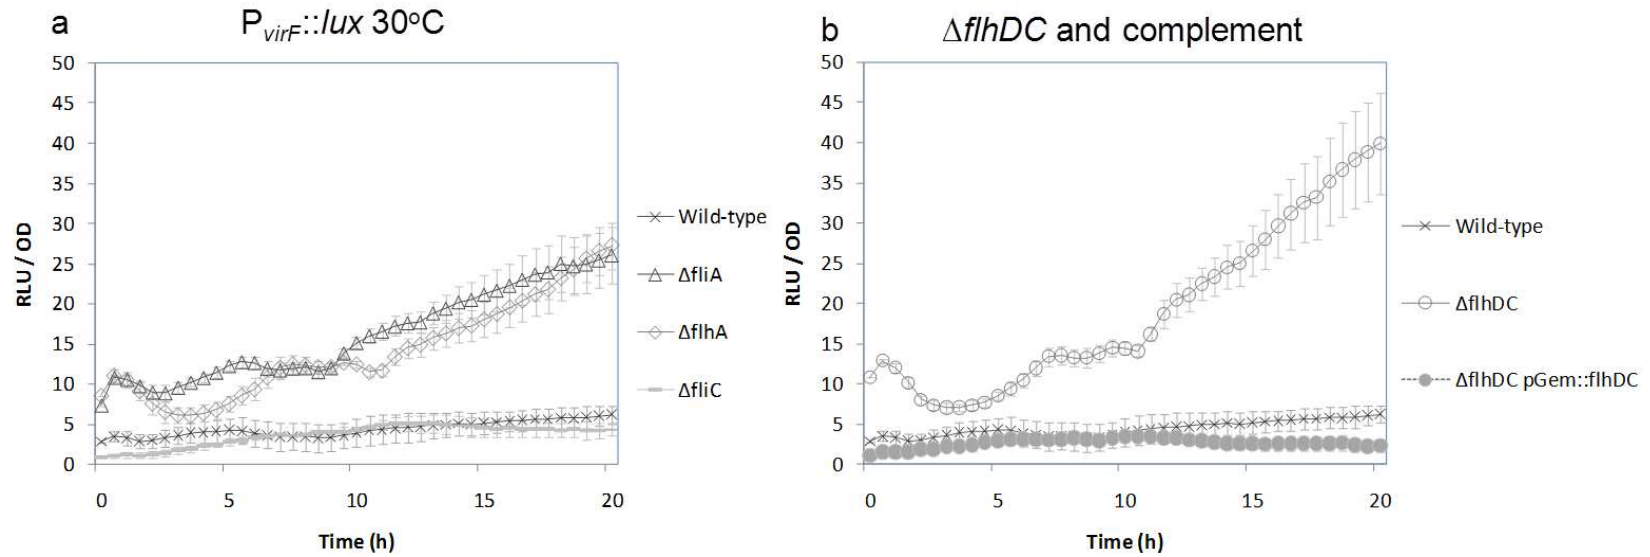 a
P_virF::lux 30°C
50
45
40
35
30
25
20
15
10
5
0
RLU / OD
0 5 10 15 20
Time (h)
Wild-type
ΔfliA
ΔflhA
ΔfliC
b
ΔflhDC and complement
50
45
40
35
30
25
20
15
10
5
0
RLU / OD
0 5 10 15 20
Time (h)
Wild-type
ΔflhDC
ΔflhDC pGem::flhDC